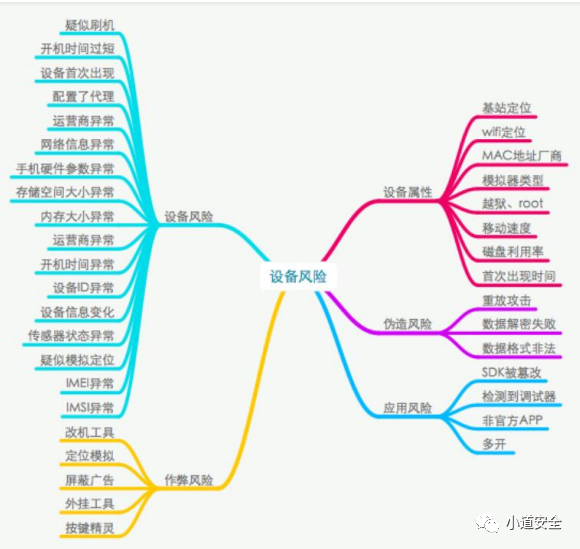 设备风险
设备风险
疑似刷机
开机时间过短
设备首次出现
配置了代理
运营商异常
网络信息异常
手机硬件参数异常
存储空间大小异常
内存大小异常
运营商异常
开机时间异常
设备ID异常
设备信息变化
传感器状态异常
疑似模拟定位
IMEI异常
IMSI异常
作弊风险
改机工具
定位模拟
屏蔽广告
外挂工具
按键精灵
设备属性
基站定位
wifi定位
MAC地址厂商
模拟器类型
越狱、root
移动速度
磁盘利用率
首次出现时间
伪造风险
重放攻击
数据解密失败
数据格式非法
应用风险
SDK被篡改
检测到调试器
非官方APP
多开
小道安全